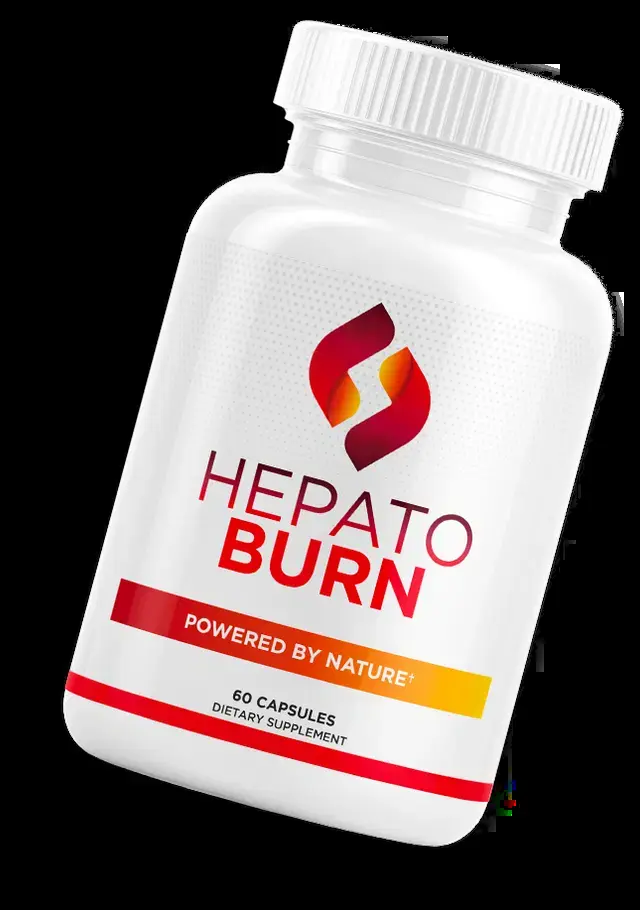 HEPATO
BURN
POWERED BY NATURE†
60 CAPSULES
DIETARY SUPPLEMENT